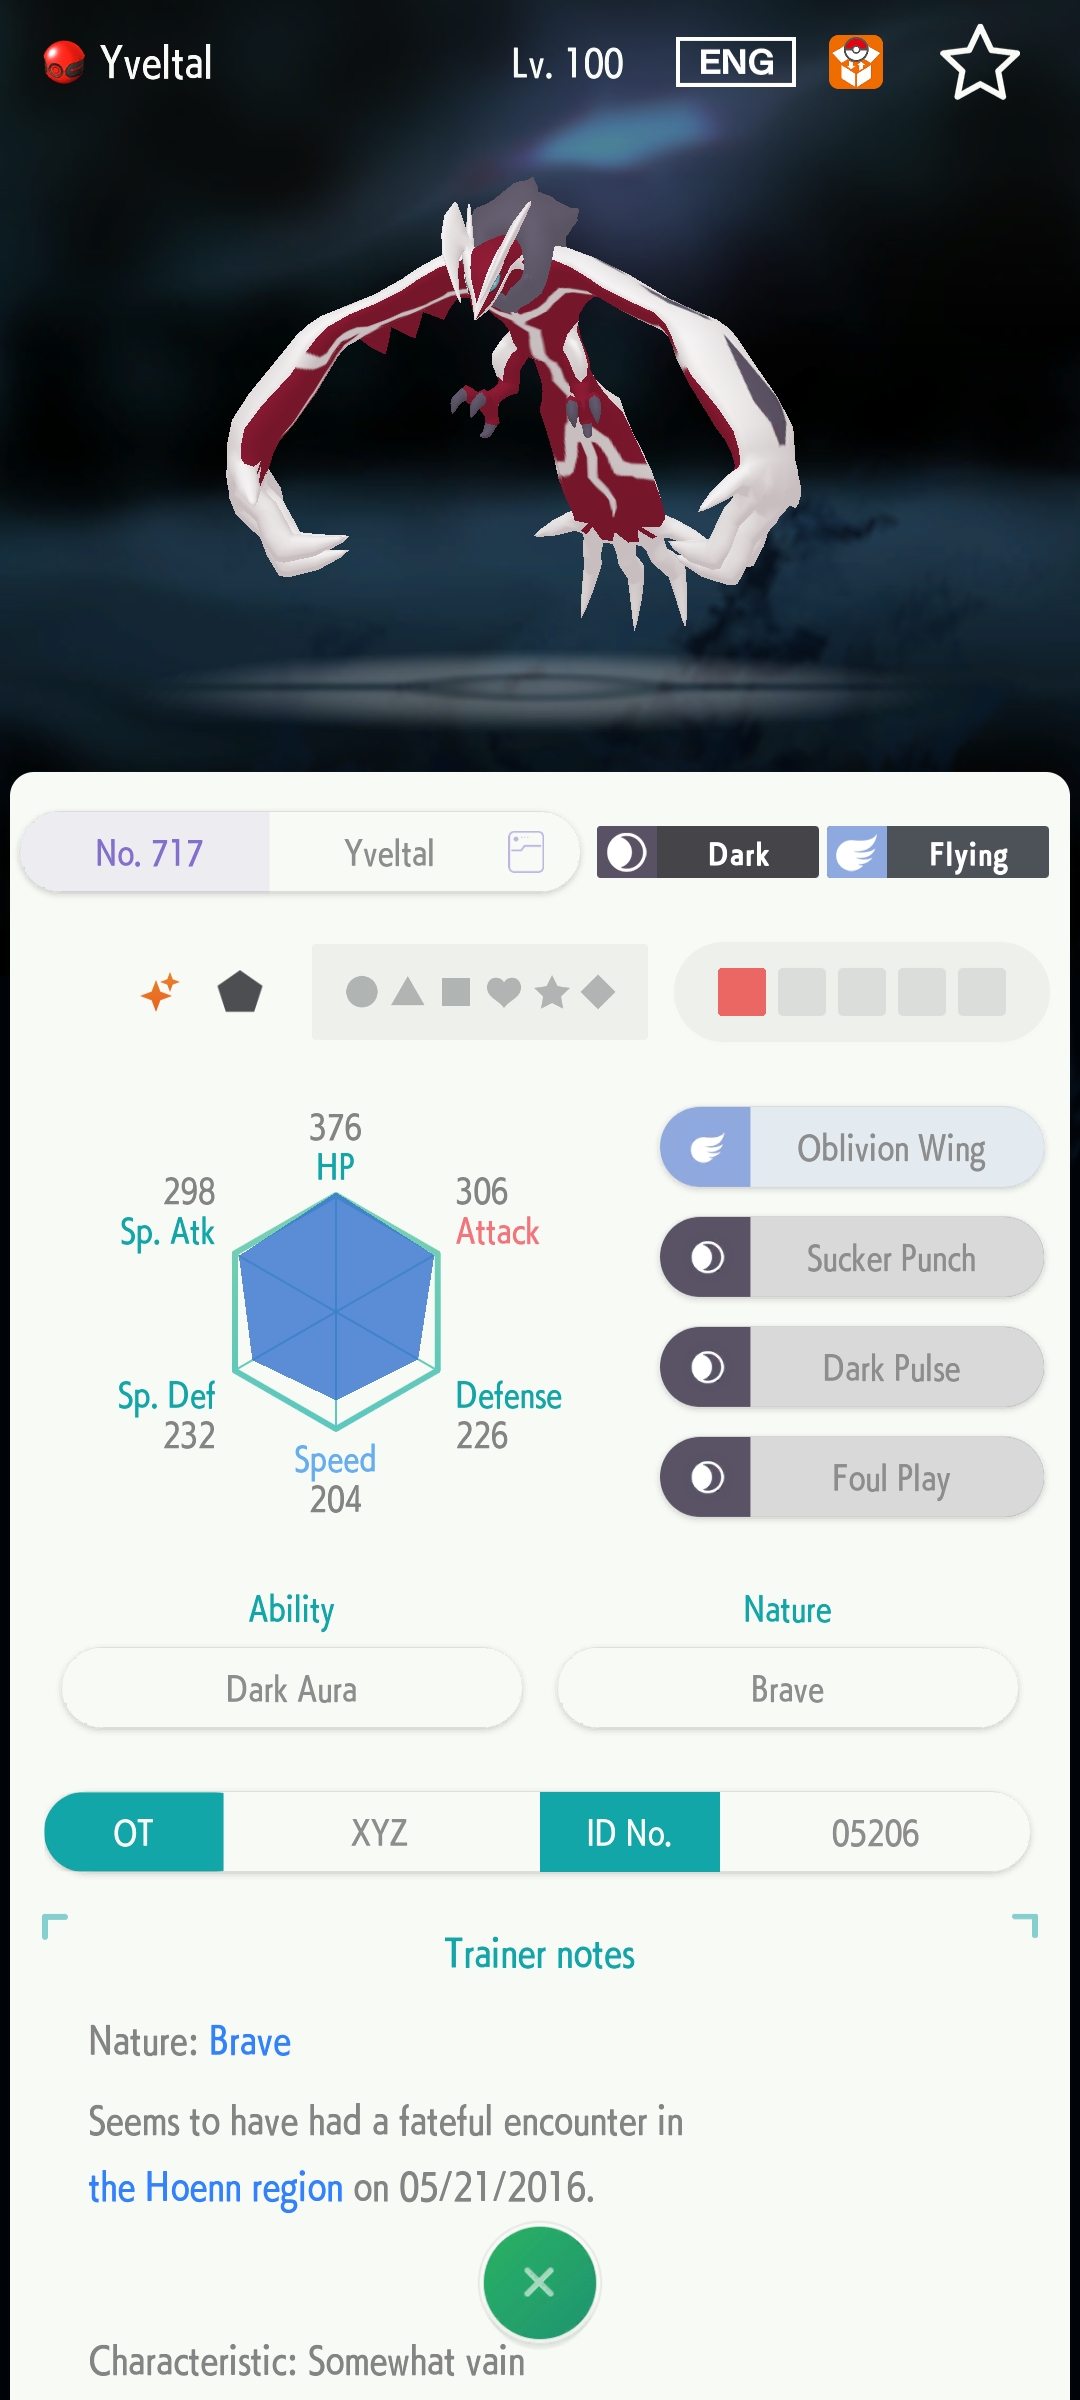 Yveltal Lv. 100 ENG
No. 717 Yveltal Dark Flying
376
HP
298
Sp. Atk
306
Attack
Sp. Def
232
Defense
226
Speed
204
Oblivion Wing
Sucker Punch
Dark Pulse
Foul Play
Ability
Dark Aura
Nature
Brave
OT XYZ ID No. 05206
Trainer notes
Nature: Brave
Seems to have had a fateful encounter in
the Hoenn region on 05/21/2016.
Characteristic: Somewhat vain